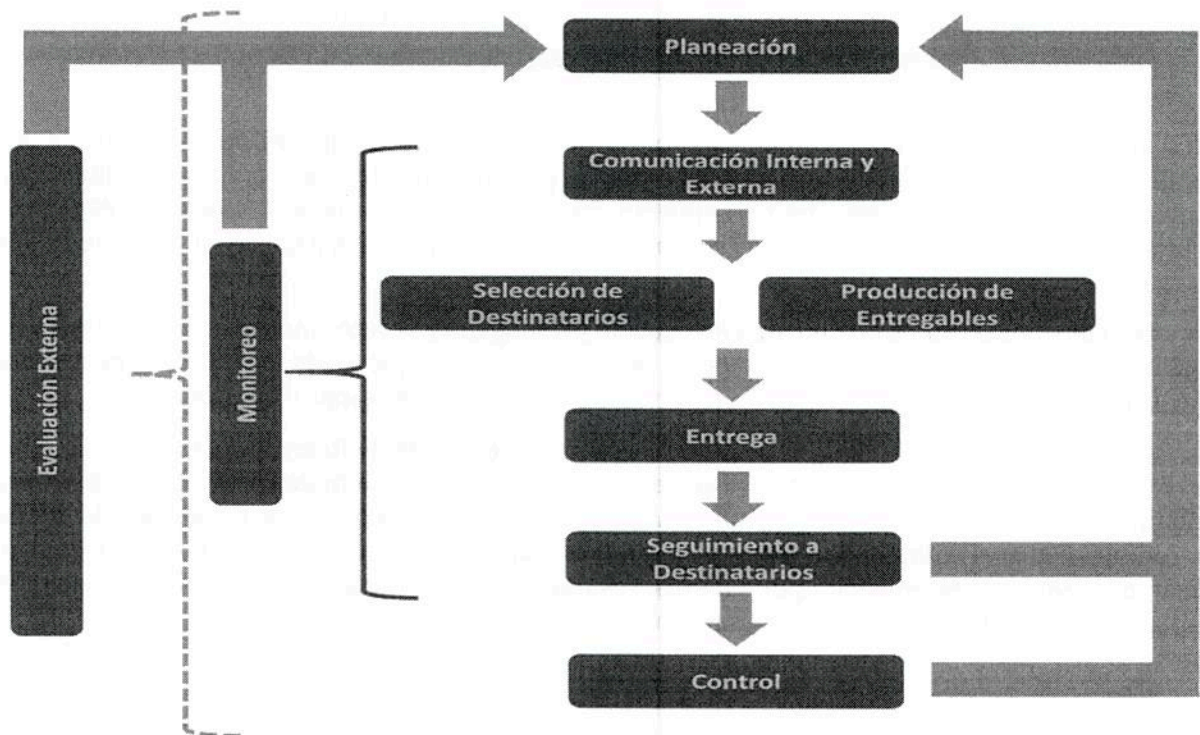 Planeación
Comunicación Interna y
Externa
Selección de
Destinatarios
Producción de
Entregables
Entrega
Seguimiento a
Destinatarios
Control
Monitoreo
Evaluación Externa